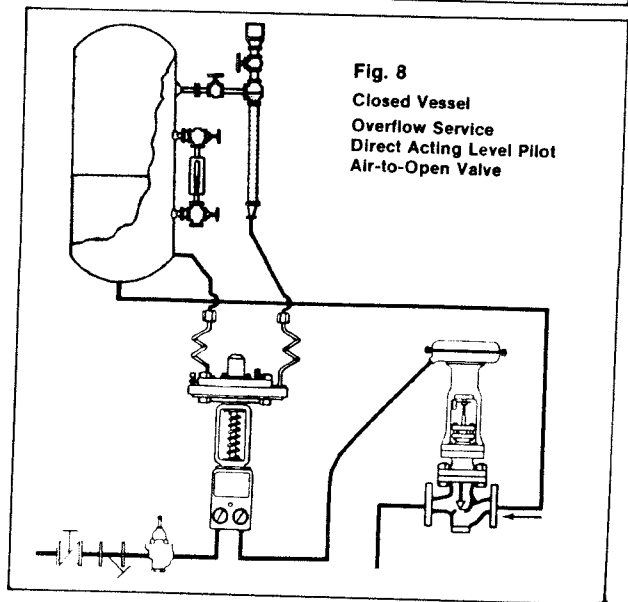 Fig. 8
Closed Vessel
Overflow Service
Direct Acting Level Pilot
Air-to-Open Valve